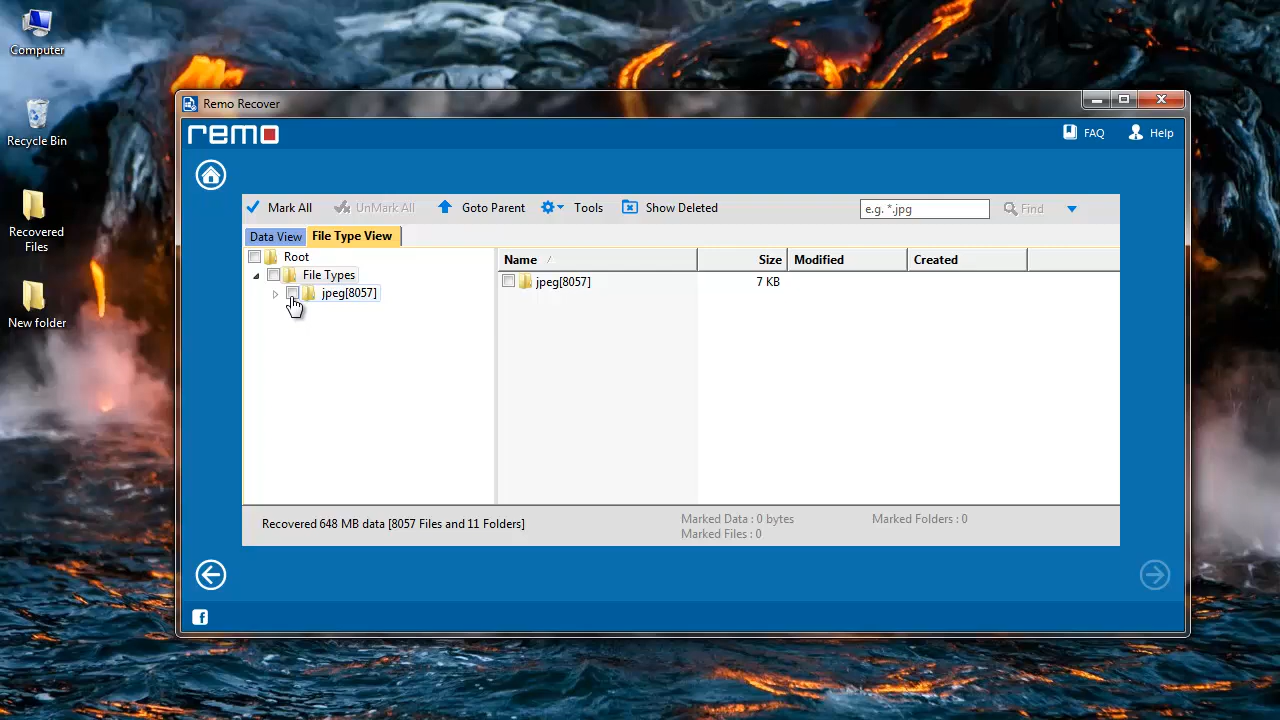 Computer
Recycle Bin
Recovered
Files
New folder
Remo Recover
remo
FAQ
Help
Mark All
UnMark All
Goto Parent
Tools
Show Deleted
e.g. *.jpg
Find
Data View
File Type View
Root
File Types
jpeg[8057]
Name
Size
Modified
Created
jpeg[8057]
7 KB
Recovered 648 MB data [8057 Files and 11 Folders]
Marked Data : 0 bytes
Marked Folders : 0
Marked Files : 0
f